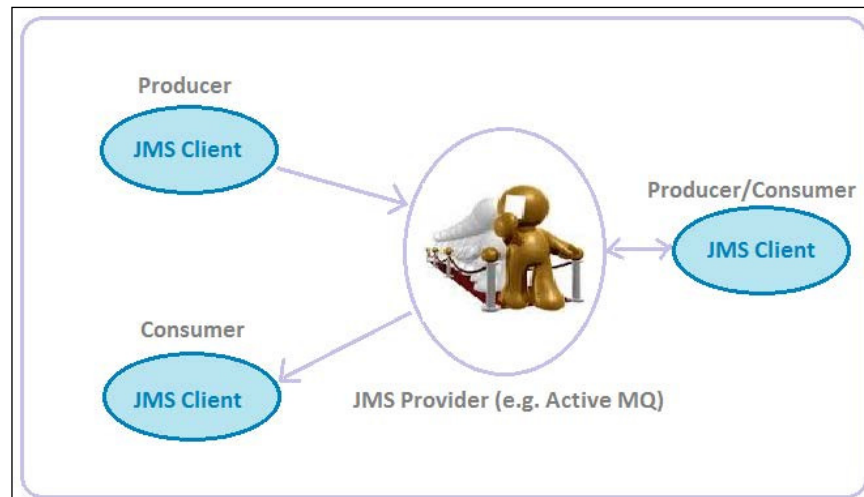 Producer
JMS Client
Producer/Consumer
JMS Client
Consumer
JMS Client
JMS Provider (e.g. Active MQ)